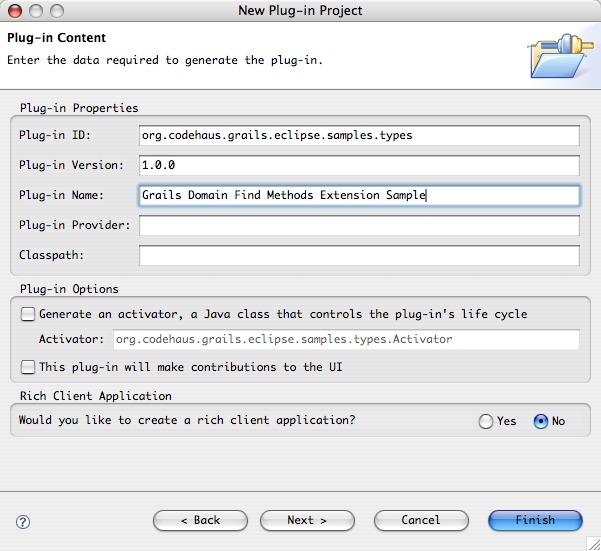 New Plug-in Project
Plug-in Content
Enter the data required to generate the plug-in.
Plug-in Properties
Plug-in ID: org.codehaus.grails.eclipse.samples.types
Plug-in Version: 1.0.0
Plug-in Name: Grails Domain Find Methods Extension Sample
Plug-in Provider:
Classpath:
Plug-in Options
Generate an activator, a Java class that controls the plug-in's life cycle
Activator: org.codehaus.grails.eclipse.samples.types.Activator
This plug-in will make contributions to the UI
Rich Client Application
Would you like to create a rich client application? Yes No
? < Back Next > Cancel Finish